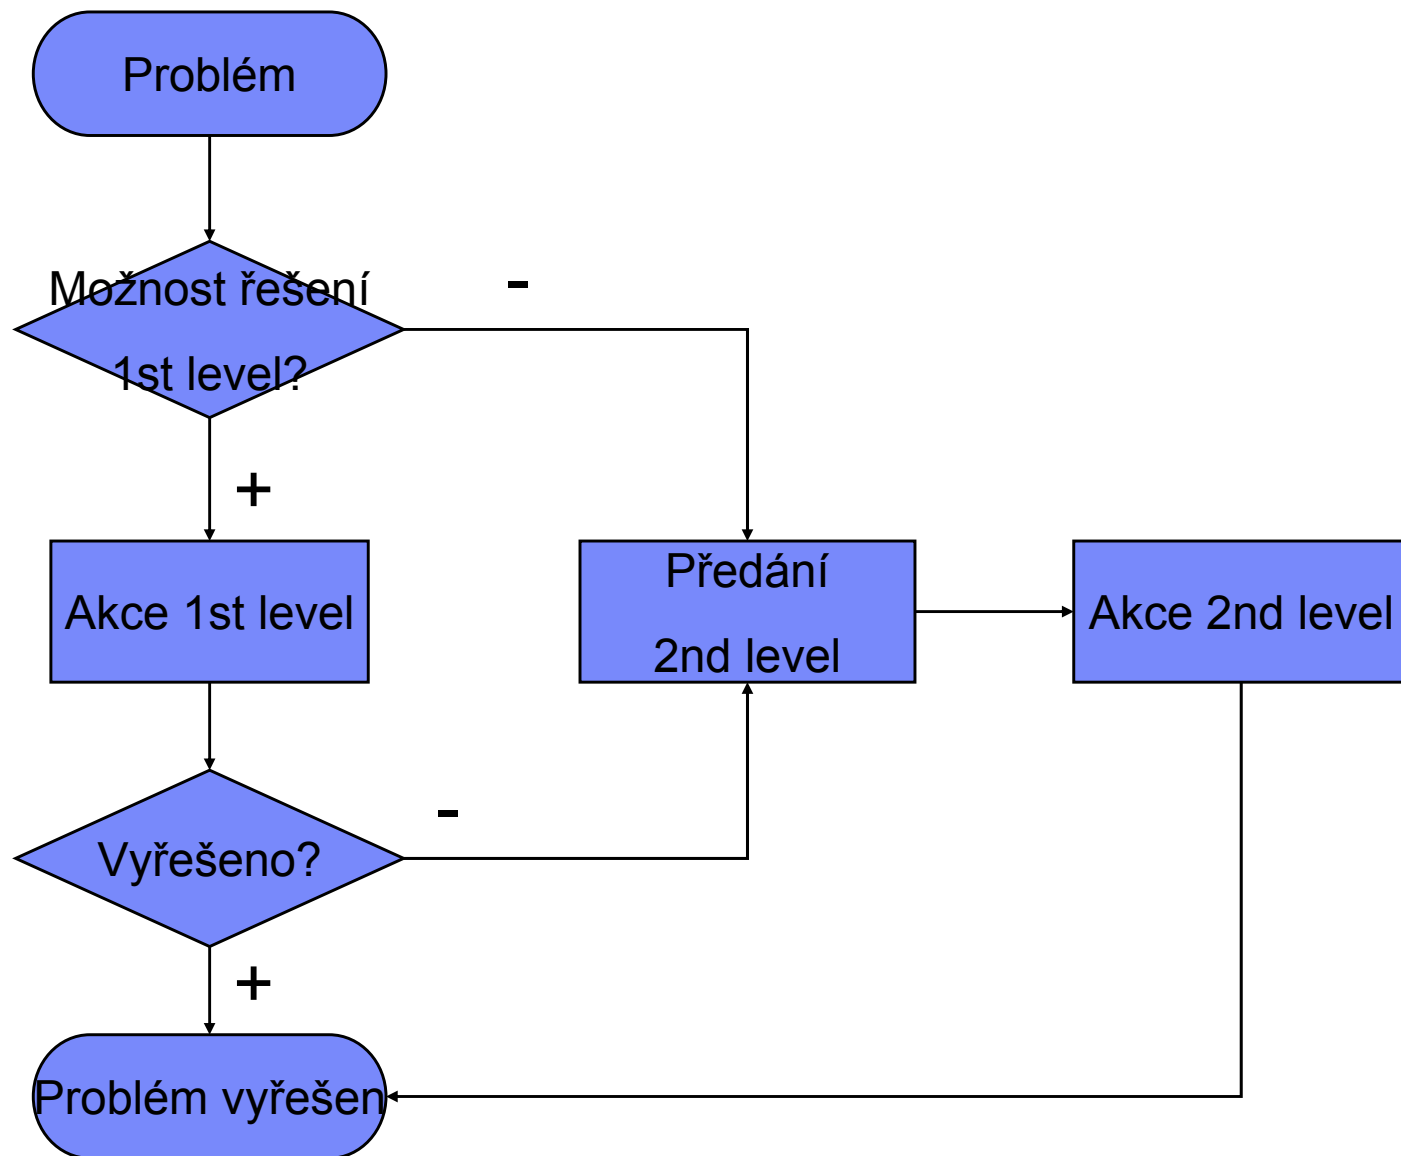 Problém
Možnost řešení
1st level?
-
+
Akce 1st level
Předání
2nd level
Akce 2nd level
Vyřešeno?
-
+
Problém vyřešen